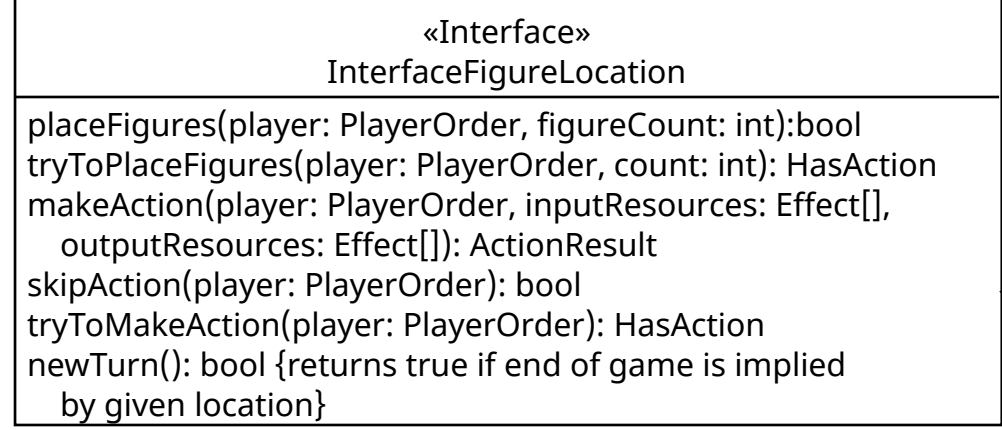 «Interface»
InterfaceFigureLocation
placeFigures(player: PlayerOrder, figureCount: int):bool
tryToPlaceFigures(player: PlayerOrder, count: int): HasAction
makeAction(player: PlayerOrder, inputResources: Effect[],
outputResources: Effect[]): ActionResult
skipAction(player: PlayerOrder): bool
tryToMakeAction(player: PlayerOrder): HasAction
newTurn(): bool {returns true if end of game is implied
by given location}